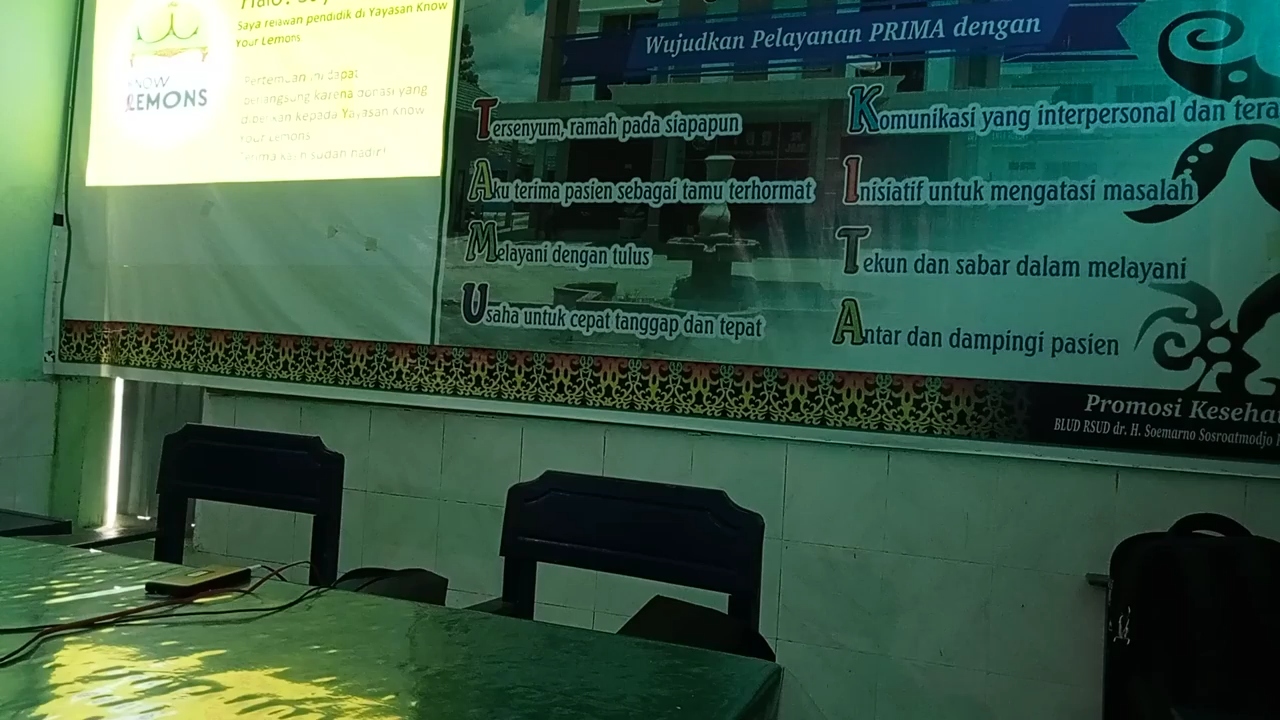 Saya relawan pendidik di Yayasan Know
Your Lemons
KNOW
LEMONS
Pertemuan ini dapat
berlangsung karena donasi yang
diberikan kepada Yayasan Know
Your Lemons
Terima kasih sudah hadir!
Wujudkan Pelayanan PRIMA dengan
Tersenyum, ramah pada siapapun
Aku terima pasien sebagai tamu terhormat
Melayani dengan tulus
Usaha untuk cepat tanggap dan tepat
Komunikasi yang interpersonal dan tera
Inisiatif untuk mengatasi masalah
Tekun dan sabar dalam melayani
Antar dan dampingi pasien
Promosi Keseha
BLUD RSUD dr. H. Soemarno Sosroatmodjo